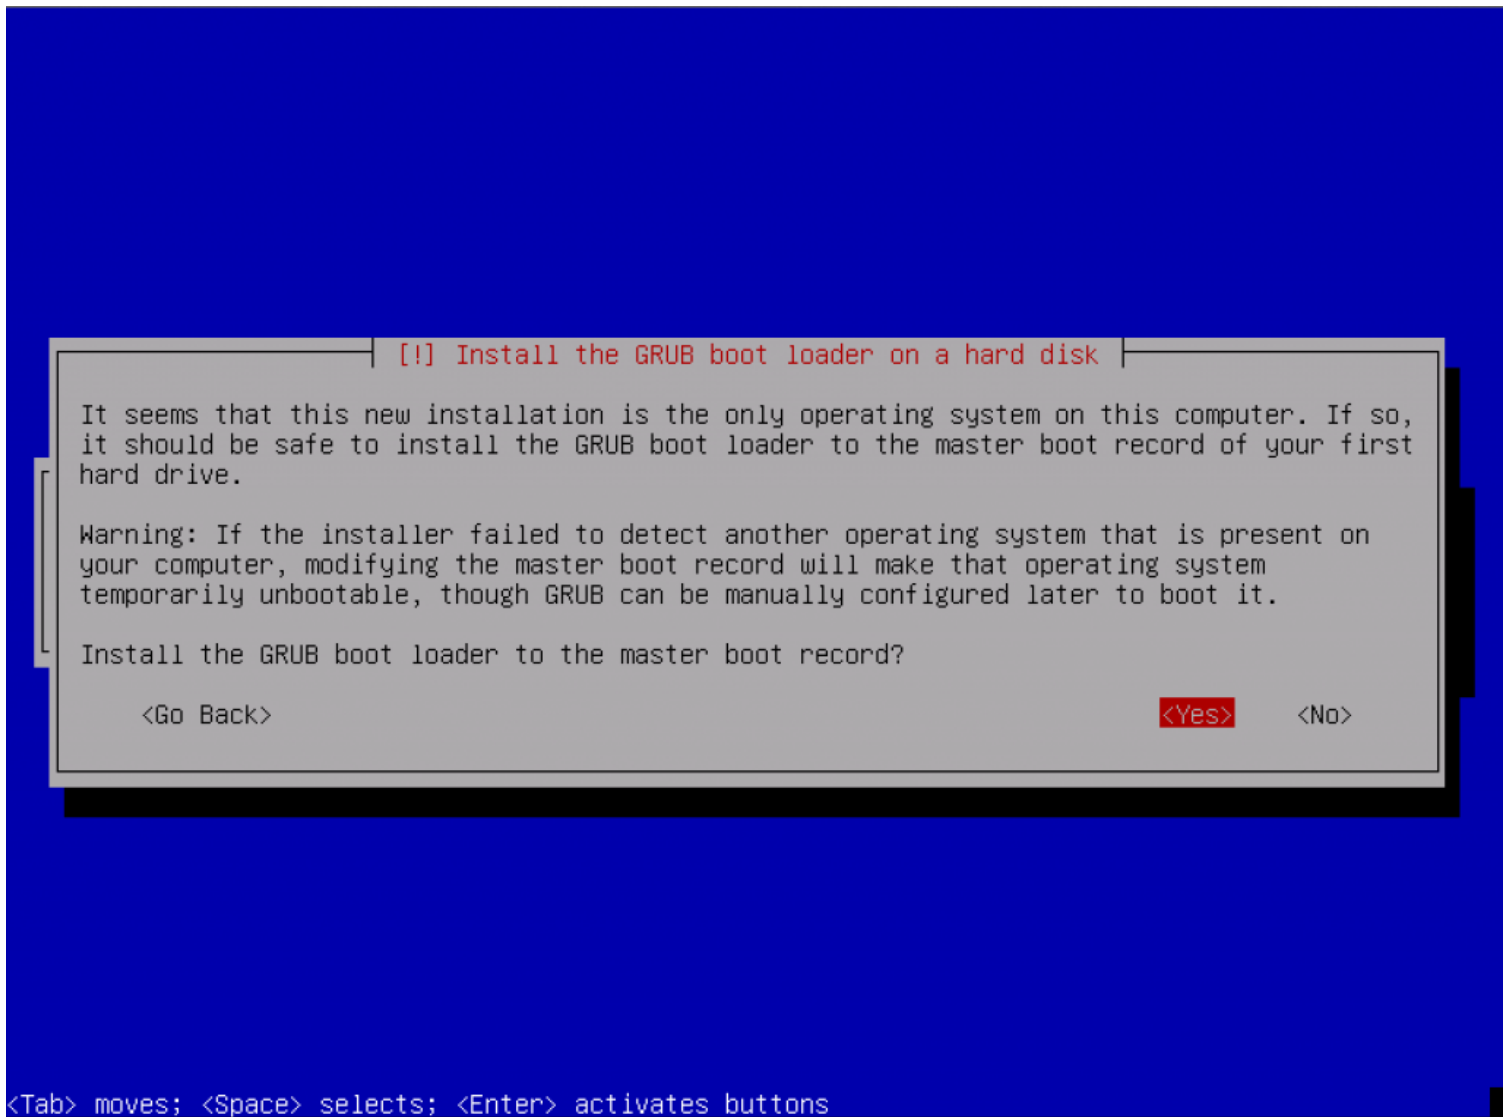 [!] Install the GRUB boot loader on a hard disk
It seems that this new installation is the only operating system on this computer. If so,
it should be safe to install the GRUB boot loader to the master boot record of your first
hard drive.
Warning: If the installer failed to detect another operating system that is present on
your computer, modifying the master boot record will make that operating system
temporarily unbootable, though GRUB can be manually configured later to boot it.
Install the GRUB boot loader to the master boot record?
<Go Back> <Yes> <No>
<Tab> moves; <Space> selects; <Enter> activates buttons